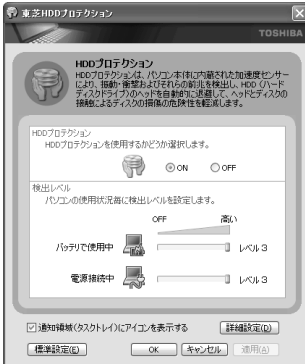 東芝HDDプロテクション
TOSHIBA
HDDプロテクション
HDDプロテクションは、パソコン本体に内蔵された加速度センサー
により、振動・衝撃およびそれらの前兆を検出し、HDD（ハード
ディスクドライブ）のヘッドを自動的に退避して、ヘッドとディスクの
接触によるディスクの損傷の危険性を軽減します。
HDDプロテクション
HDDプロテクションを使用するかどうか選択します。
ON OFF
検出レベル
パソコンの使用状況毎に検出レベルを設定します。
OFF 高い
バッテリで使用中 レベル 3
電源接続中 レベル 3
通知領域(タスクトレイ)にアイコンを表示する 詳細設定(D)
標準設定(E) OK キャンセル 適用(A)